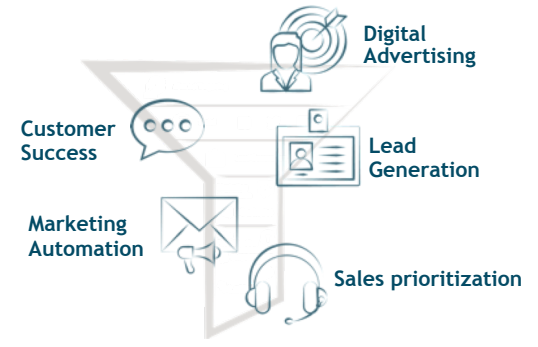 Digital
Advertising
Customer
Success
Lead
Generation
Marketing
Automation
Sales prioritization